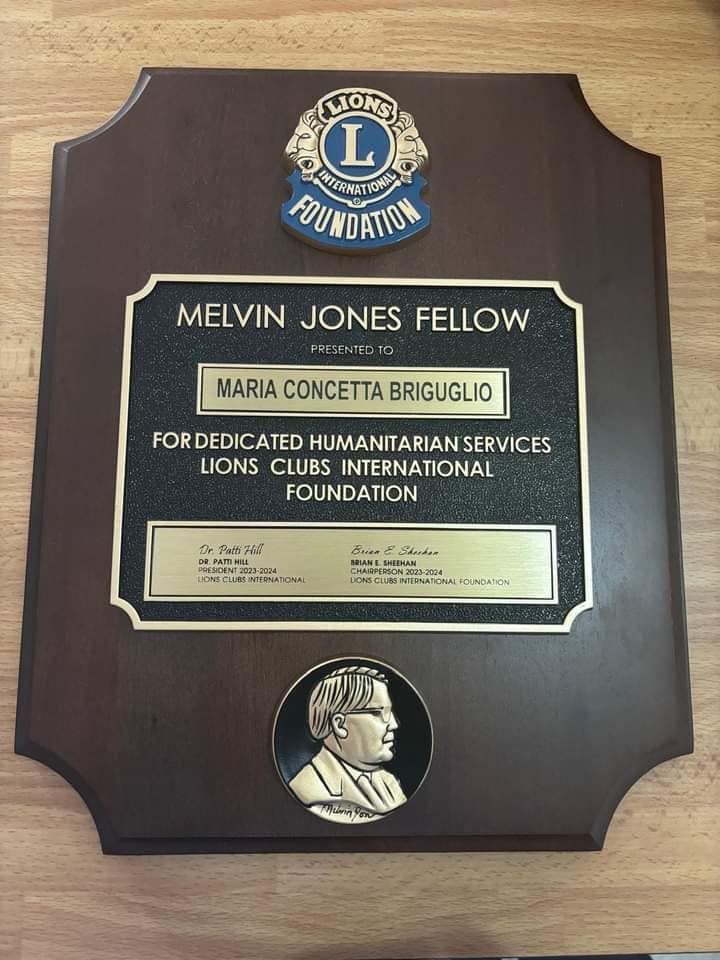 LIONS
L
INTERNATIONAL
®
FOUNDATION
MELVIN JONES FELLOW
PRESENTED TO
MARIA CONCETTA BRIGUGLIO
FOR DEDICATED HUMANITARIAN SERVICES
LIONS CLUBS INTERNATIONAL
FOUNDATION
Dr. Patti Hill
DR. PATTI HILL
PRESIDENT 2023-2024
LIONS CLUBS INTERNATIONAL
Brian E. Sheehan
BRIAN E. SHEEHAN
CHAIRPERSON 2023-2024
LIONS CLUBS INTERNATIONAL FOUNDATION
Melvin Jones